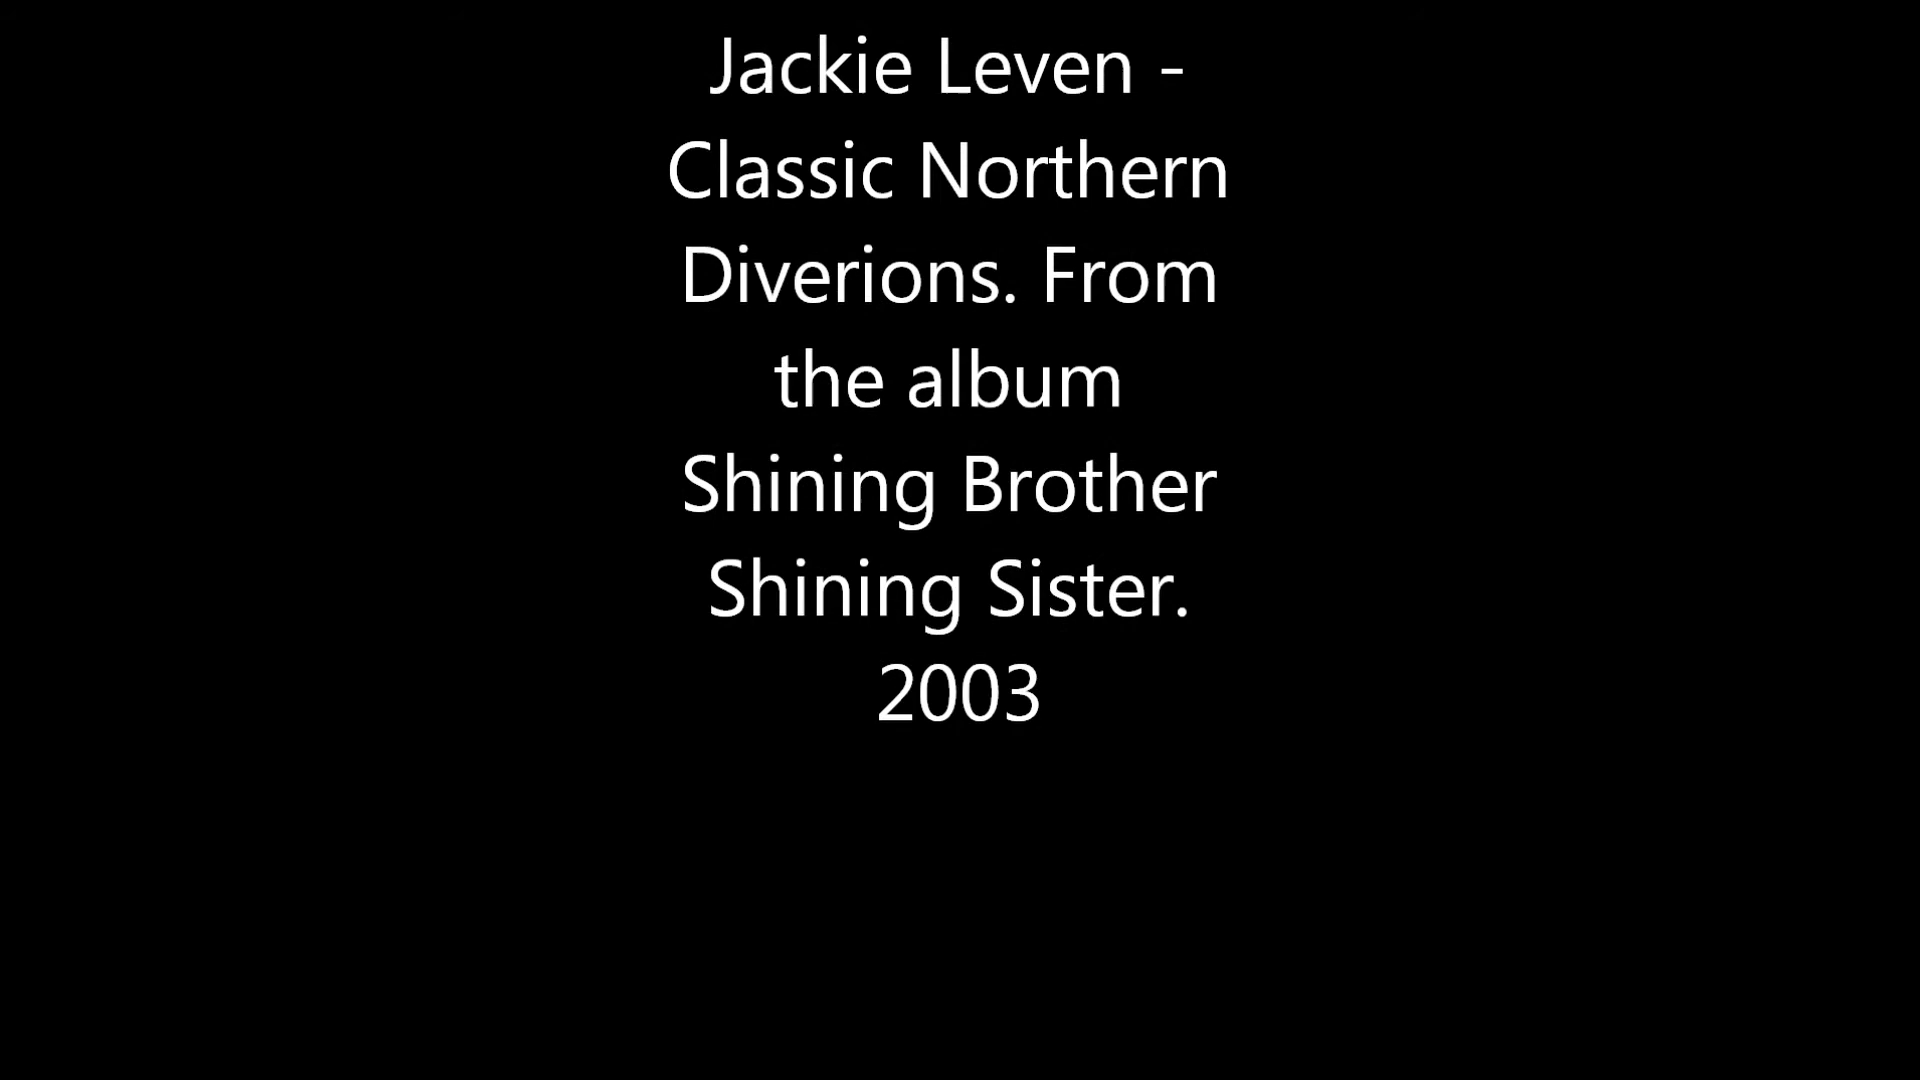 Jackie Leven -
Classic Northern
Diverions. From
the album
Shining Brother
Shining Sister.
2003